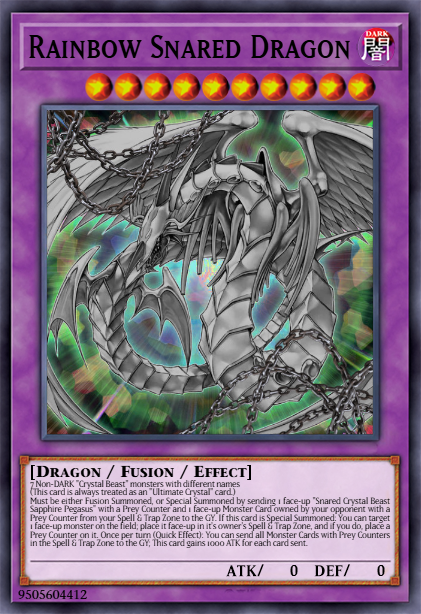 Rainbow Snared Dragon
DARK
闇
[Dragon / Fusion / Effect]
7 Non-DARK "Crystal Beast" monsters with different names
(This card is always treated as an "Ultimate Crystal" card.)
Must be either Fusion Summoned, or Special Summoned by sending 1 face-up "Snared Crystal Beast
Sapphire Pegasus" with a Prey Counter and 1 face-up Monster Card owned by your opponent with a
Prey Counter from your Spell & Trap Zone to the GY. If this card is Special Summoned: You can target
1 face-up monster on the field; place it face-up in it's owner's Spell & Trap Zone, and if you do, place a
Prey Counter on it. Once per turn (Quick Effect): You can send all Monster Cards with Prey Counters
in the Spell & Trap Zone to the GY; This card gains 1000 ATK for each card sent.
ATK/ 0 DEF/ 0
9505604412